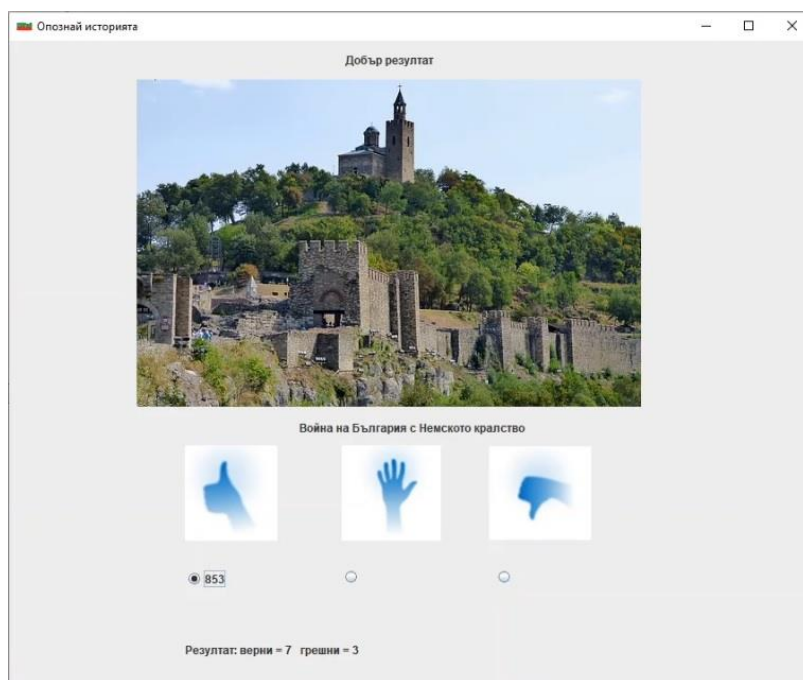 Опознай историята
Добър резултат
Война на България с Немското кралство
853
Резултат: верни = 7 грешни = 3